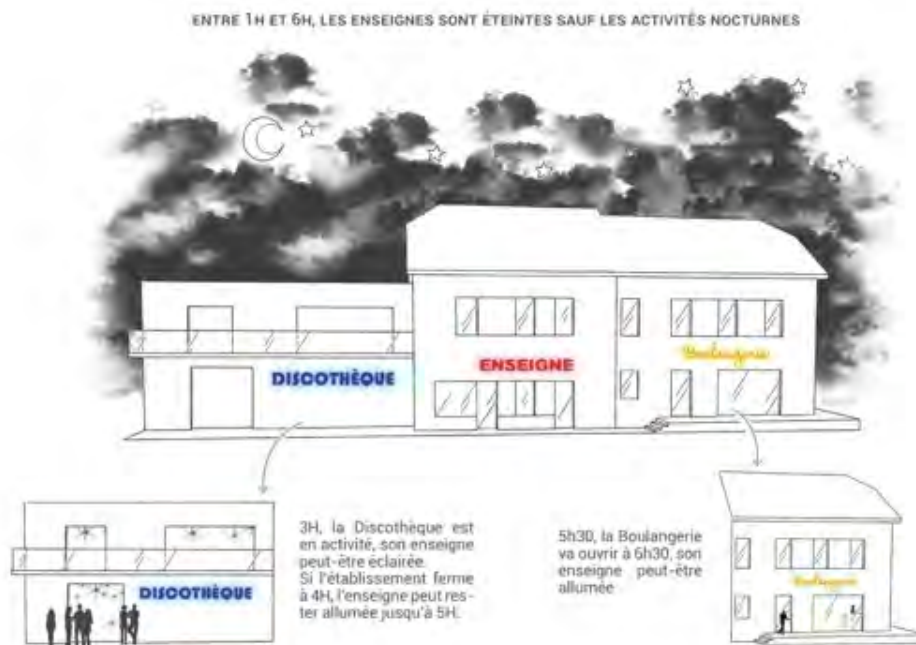 ENTRE 1H ET 6H, LES ENSEIGNES SONT ÉTEINTES SAUF LES ACTIVITÉS NOCTURNES
Boulangerie
ENSEIGNE
DISCOTHÈQUE
3H, la Discothèque est
en activité, son enseigne
peut-être éclairée.
Si l'établissement ferme
à 4H, l'enseigne peut res-
ter allumée jusqu'à 5H.
5h30, la Boulangerie
va ouvrir à 6h30, son
enseigne peut-être
allumée
DISCOTHÈQUE
Boulangerie